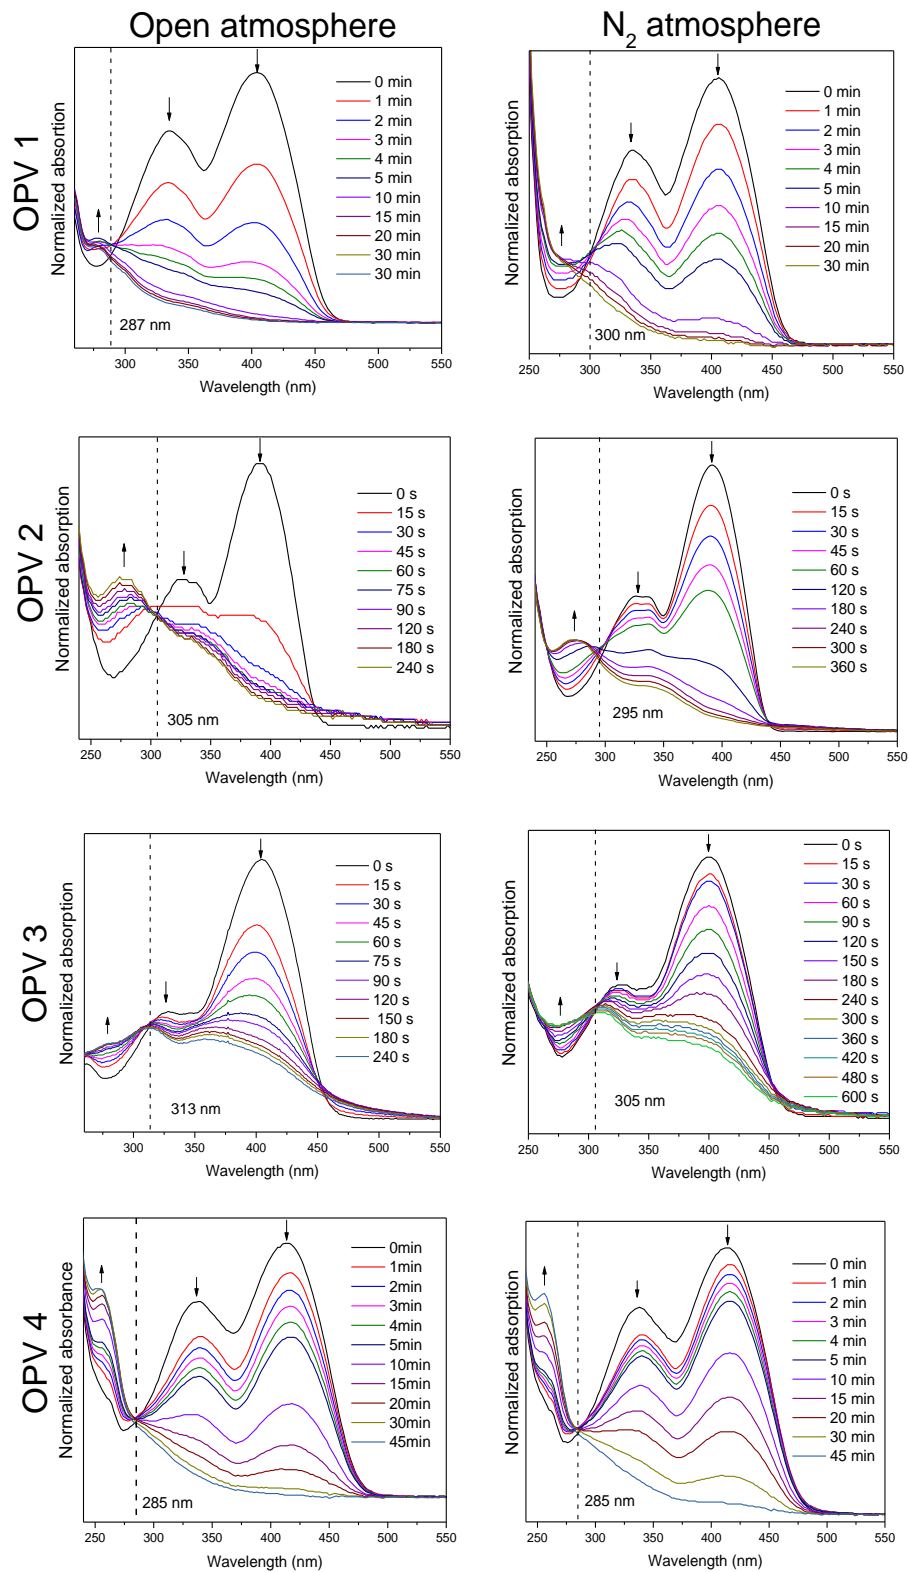 Open atmosphere
N2 atmosphere
OPV 1
Normalized absortion
0 min
1 min
2 min
3 min
4 min
5 min
10 min
15 min
20 min
30 min
30 min
287 nm
300 350 400 450 500 550
Wavelength (nm)
Normalized absorption
0 min
1 min
2 min
3 min
4 min
5 min
10 min
15 min
20 min
30 min
300 nm
250 300 350 400 450 500 550
Wavelength (nm)
OPV 2
Normalized absorption
0 s
15 s
30 s
45 s
60 s
75 s
90 s
120 s
180 s
240 s
305 nm
250 300 350 400 450 500 550
Wavelength (nm)
Normalized absorption
0 s
15 s
30 s
45 s
60 s
120 s
180 s
240 s
300 s
360 s
295 nm
250 300 350 400 450 500 550
Wavelength (nm)
OPV 3
Normalized absorption
0 s
15 s
30 s
45 s
60 s
75 s
90 s
120 s
150 s
180 s
240 s
313 nm
300 350 400 450 500 550
Wavelength (nm)
Normalized absorption
0 s
15 s
30 s
60 s
90 s
120 s
150 s
180 s
240 s
300 s
360 s
420 s
480 s
600 s
305 nm
250 300 350 400 450 500 550
Wavelength (nm)
OPV 4
Normalized absorbance
0min
1min
2min
3min
4min
5min
10min
15min
20min
30min
45min
285 nm
250 300 350 400 450 500 550
Wavelength (nm)
Normalized adsorption
0 min
1 min
2 min
3 min
4 min
5 min
10 min
15 min
20 min
30 min
45 min
285 nm
250 300 350 400 450 500 550
Wavelength (nm)